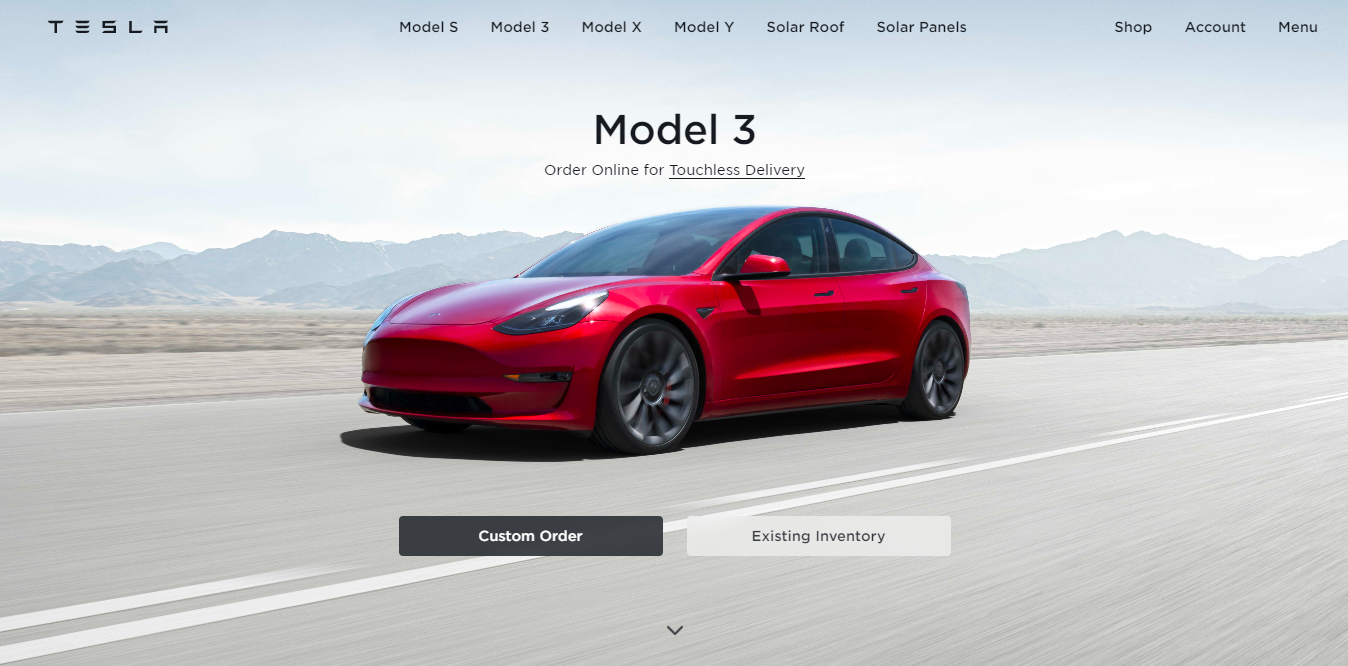 TESLA Model S Model 3 Model X Model Y Solar Roof Solar Panels Shop Account Menu
Model 3
Order Online for Touchless Delivery
Custom Order Existing Inventory